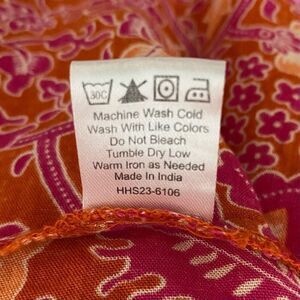 30C
Machine Wash Cold
Wash With Like Colors
Do Not Bleach
Tumble Dry Low
Warm Iron as Needed
Made In India
HHS23-6106